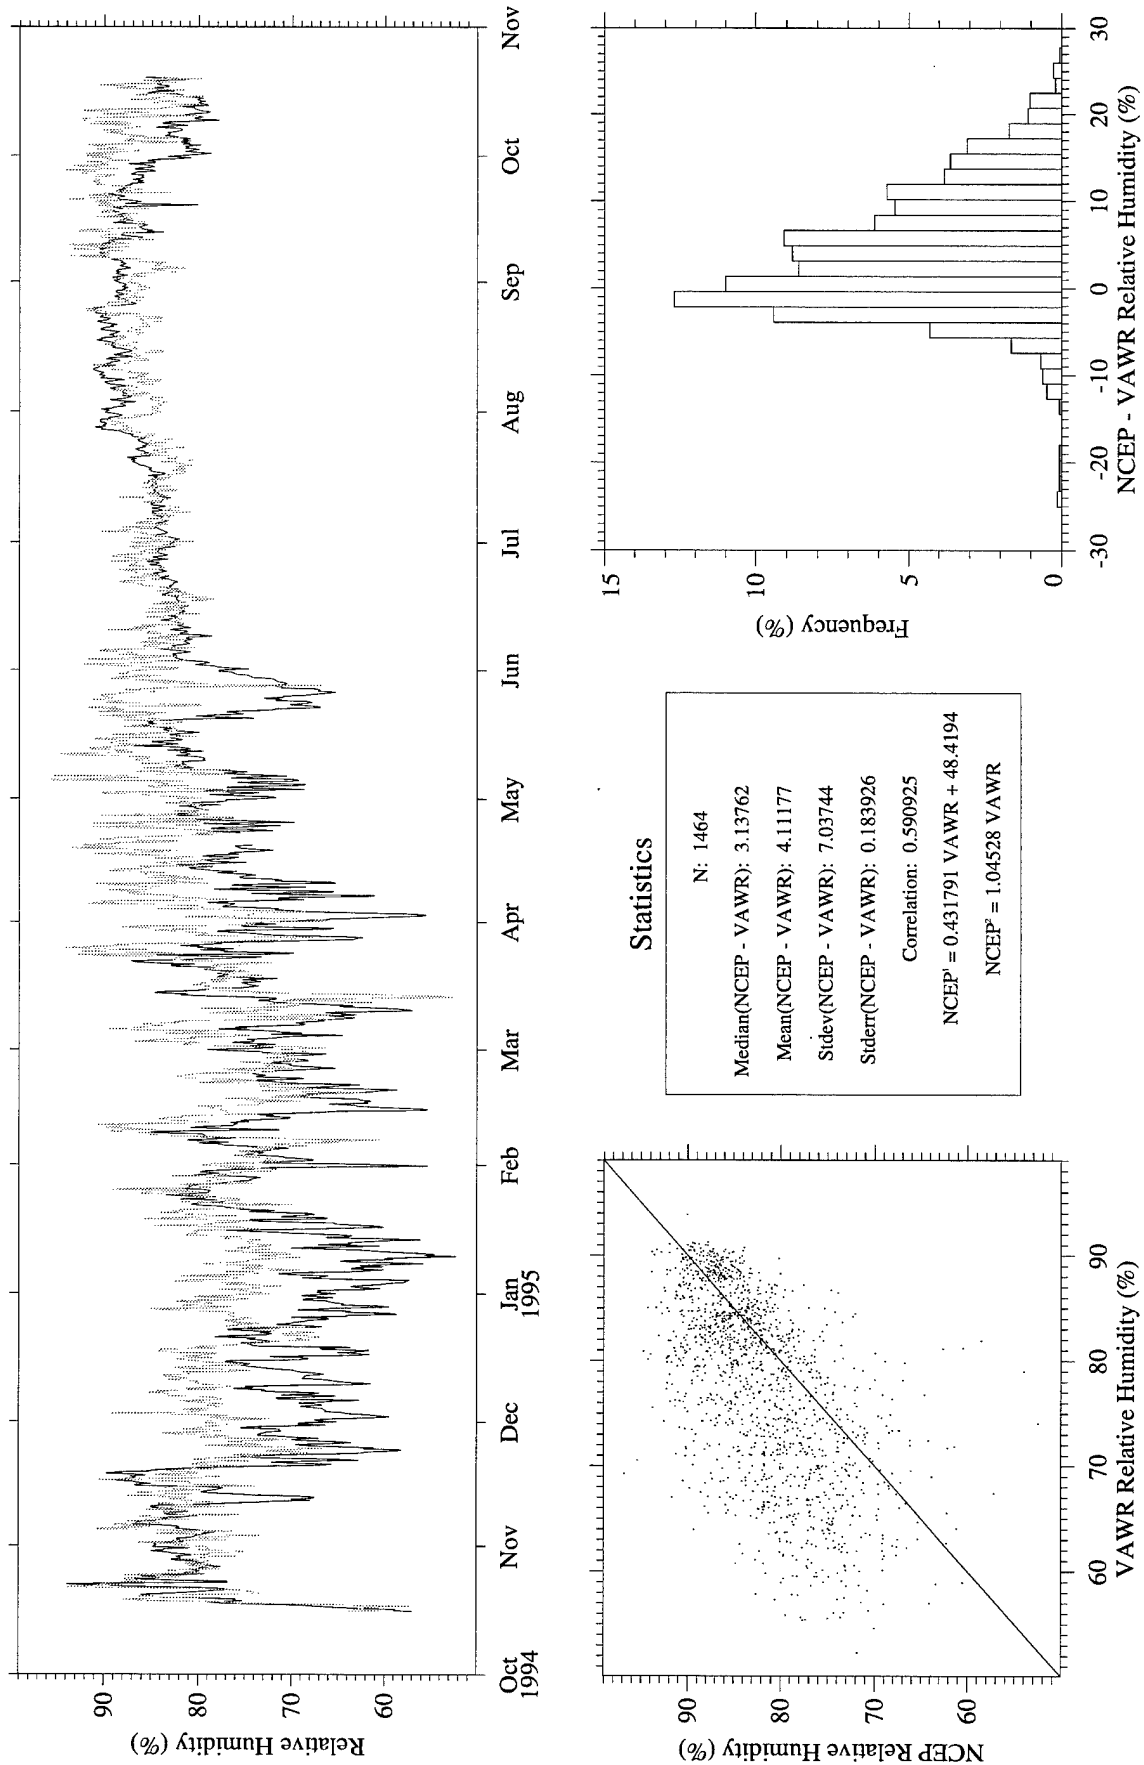 90
80
70
60
Relative Humidity (%)
Oct
1994
Nov
Dec
Jan
1995
Feb
Mar
Apr
May
Jun
Jul
Aug
Sep
Oct
Nov
90
80
70
60
NCEP Relative Humidity (%)
60
70
80
90
VAWR Relative Humidity (%)
Statistics
N: 1464
Median(NCEP - VAWR): 3.13762
Mean(NCEP - VAWR): 4.11177
Stdev(NCEP - VAWR): 7.03744
Stderr(NCEP - VAWR): 0.183926
Correlation: 0.590925
NCEP¹ = 0.431791 VAWR + 48.4194
NCEP² = 1.04528 VAWR
15
10
5
0
Frequency (%)
-30
-20
-10
0
10
20
30
NCEP - VAWR Relative Humidity (%)